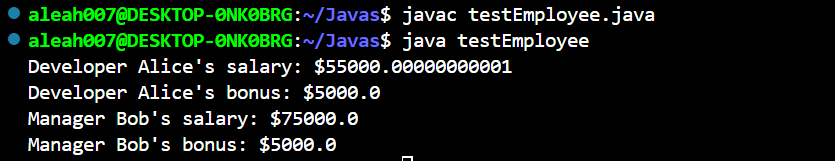 aleah007@DESKTOP-0NK0BRG:~/Javas$ javac testEmployee.java
aleah007@DESKTOP-0NK0BRG:~/Javas$ java testEmployee
Developer Alice's salary: $55000.00000000001
Developer Alice's bonus: $5000.0
Manager Bob's salary: $75000.0
Manager Bob's bonus: $5000.0